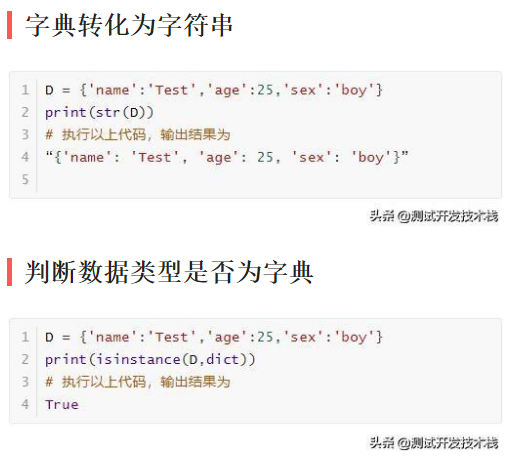 字典转化为字符串
1 D = {'name':'Test','age':25,'sex':'boy'}
2 print(str(D))
3 # 执行以上代码，输出结果为
4 “{'name': 'Test', 'age': 25, 'sex': 'boy'}”
5
头条 @测试开发技术栈
判断数据类型是否为字典
1 D = {'name':'Test','age':25,'sex':'boy'}
2 print(isinstance(D,dict))
3 # 执行以上代码，输出结果为
4 True
头条 @测试开发技术栈